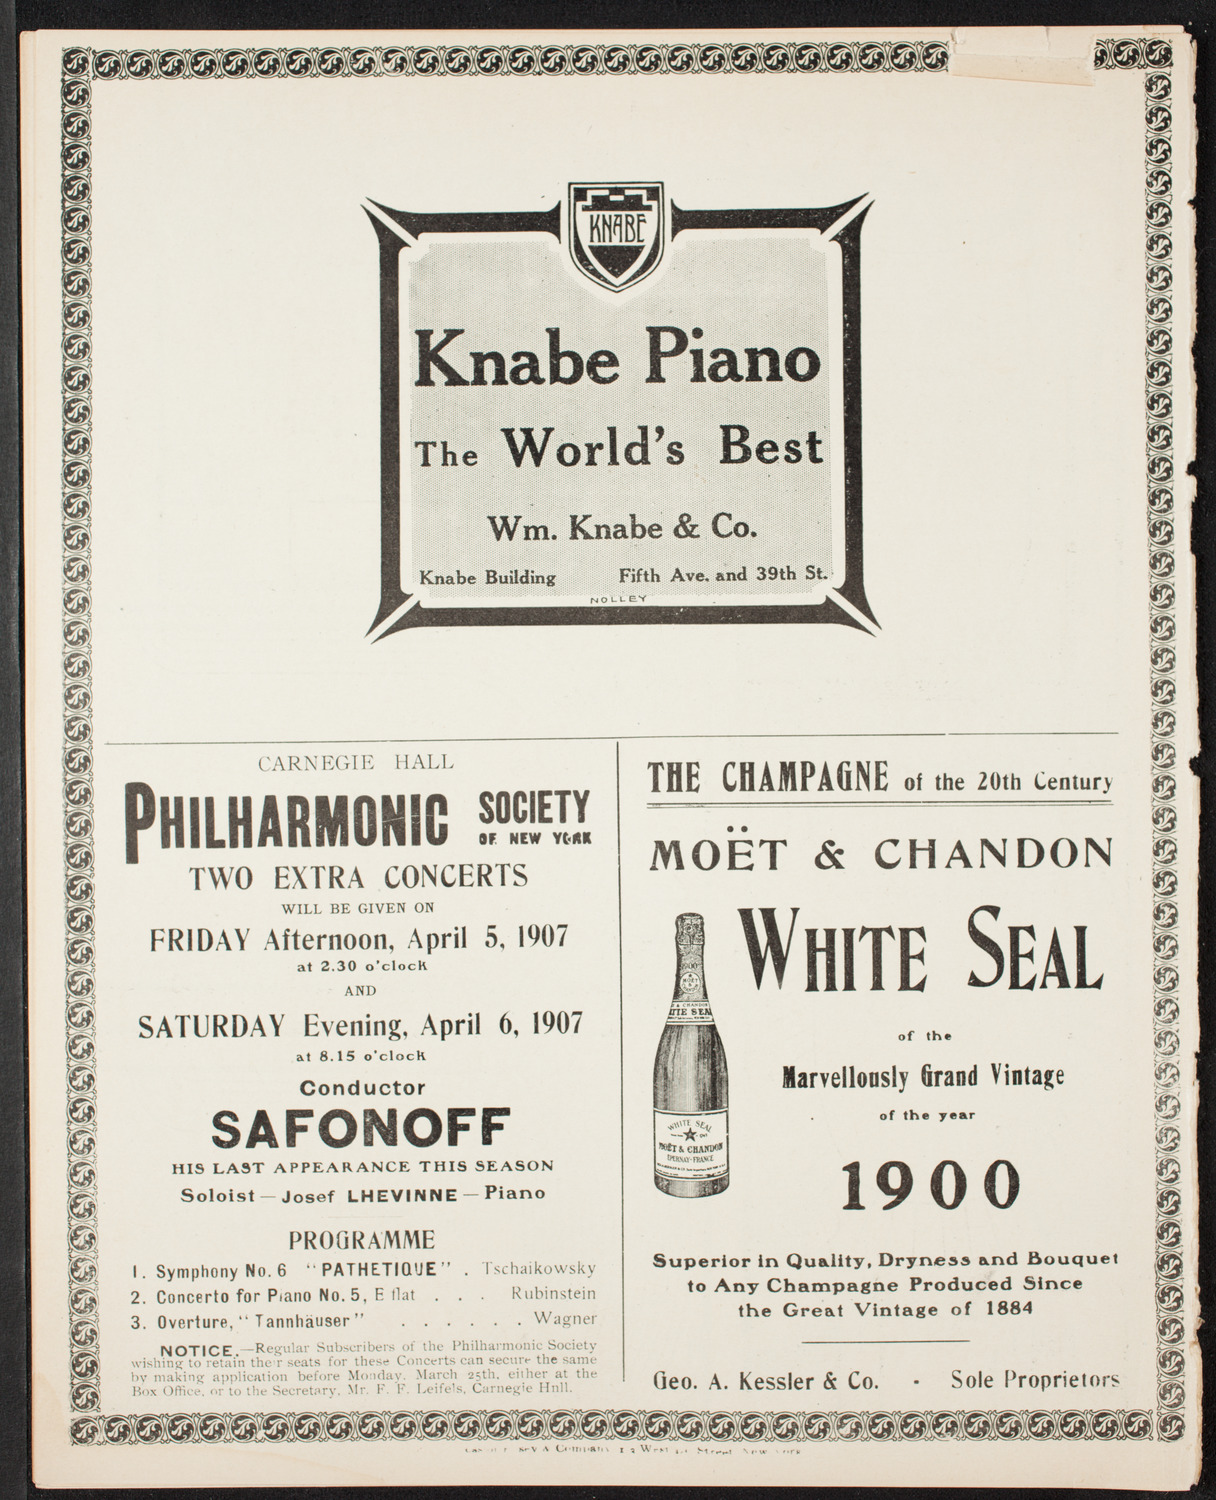 KNABE
Knabe Piano
The World's Best
Wm. Knabe & Co.
Knabe Building Fifth Ave. and 39th St.
NOLLEY
CARNEGIE HALL
PHILHARMONIC SOCIETY
OF NEW YORK
TWO EXTRA CONCERTS
WILL BE GIVEN ON
FRIDAY Afternoon, April 5, 1907
at 2.30 o'clock
AND
SATURDAY Evening, April 6, 1907
at 8.15 o'clock
Conductor
SAFONOFF
HIS LAST APPEARANCE THIS SEASON
Soloist — Josef LHEVINNE — Piano
PROGRAMME
1. Symphony No. 6 "PATHETIQUE" . Tschaikowsky
2. Concerto for Piano No. 5, E flat . . . Rubinstein
3. Overture, "Tannhäuser" . . . . . . Wagner
NOTICE.—Regular Subscribers of the Philharmonic Society
wishing to retain their seats for these Concerts can secure the same
by making application before Monday, March 25th, either at the
Box Office, or to the Secretary, Mr. F. F. Leifels, Carnegie Hall.
THE CHAMPAGNE of the 20th Century
MOËT & CHANDON
WHITE SEAL
of the
Marvellously Grand Vintage
of the year
1900
WHITE SEAL
MOËT & CHANDON
EPERNAY-FRANCE
Superior in Quality, Dryness and Bouquet
to Any Champagne Produced Since
the Great Vintage of 1884
Geo. A. Kessler & Co. - Sole Proprietors